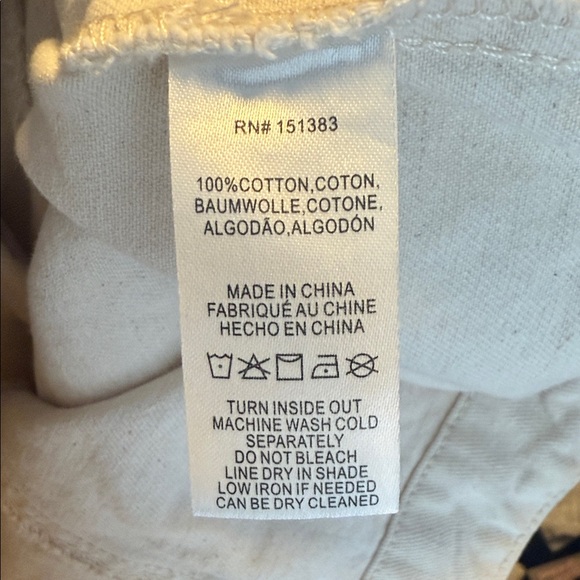 RN# 151383
100%COTTON,COTON,
BAUMWOLLE,COTONE,
ALGODÃO,ALGODÓN
MADE IN CHINA
FABRIQUÉ AU CHINE
HECHO EN CHINA
TURN INSIDE OUT
MACHINE WASH COLD
SEPARATELY
DO NOT BLEACH
LINE DRY IN SHADE
LOW IRON IF NEEDED
CAN BE DRY CLEANED